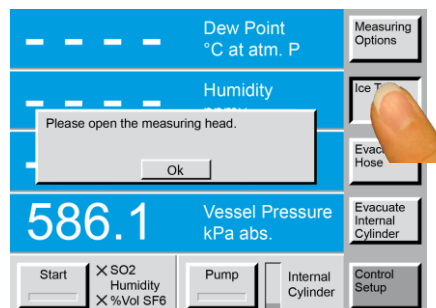 Dew Point
°C at atm. P
Measuring
Options
Humidity
Ice
Please open the measuring head.
Ok
Hose
586.1
Vessel Pressure
kPa abs.
Evacuate
Internal
Cylinder
Start
SO2
Humidity
%Vol SF6
Pump
Internal
Cylinder
Control
Setup